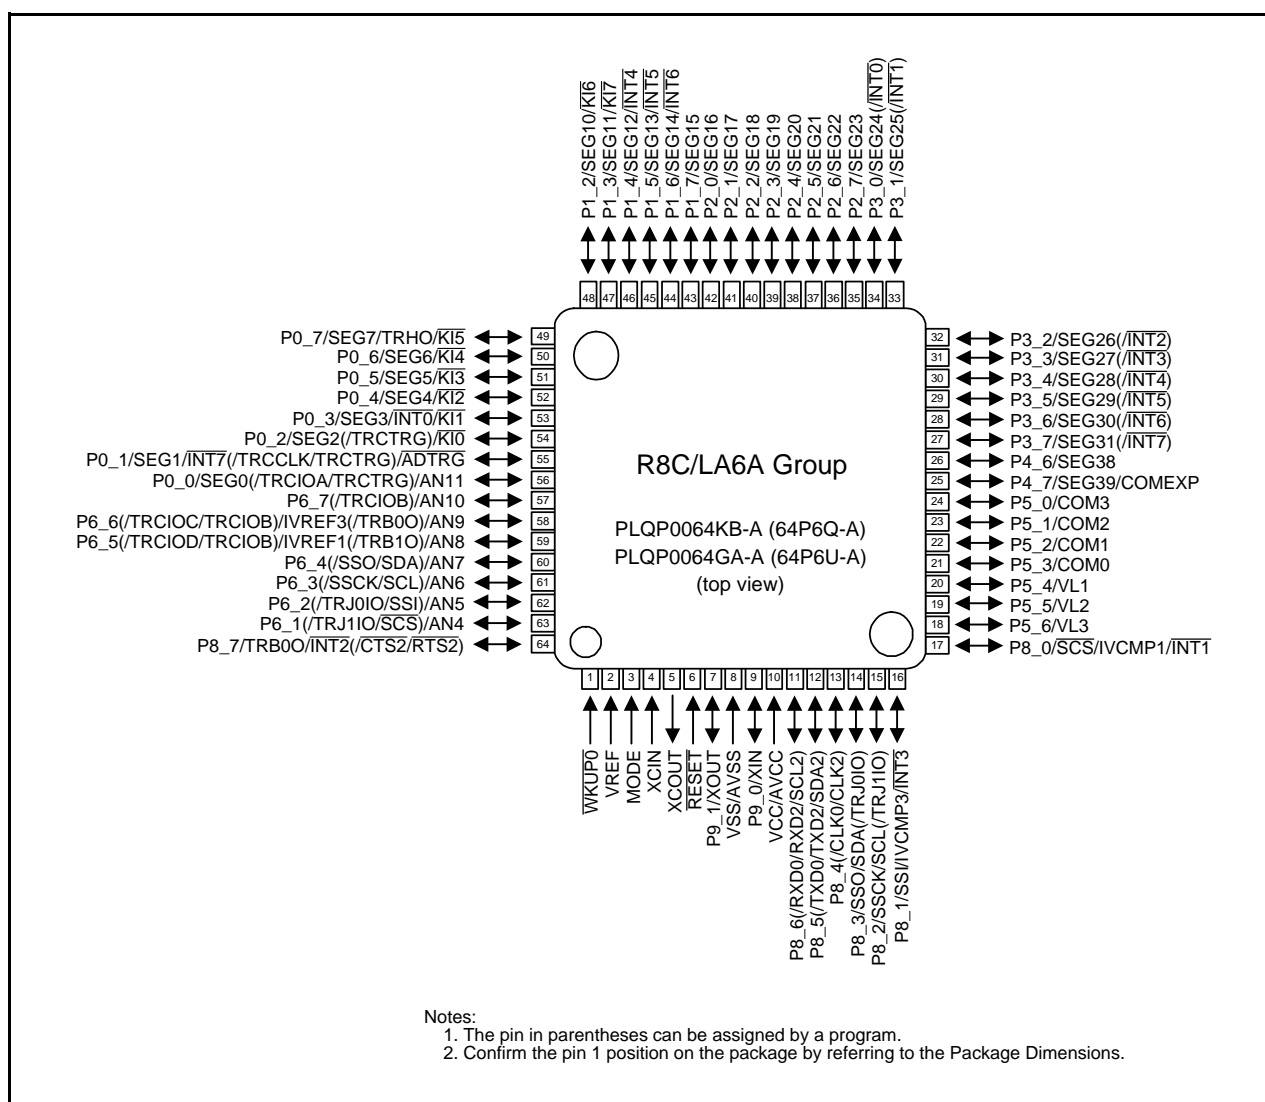 P1_2/SEG10/KI6
P1_3/SEG11/KI7
P1_4/SEG12/INT4
P1_5/SEG13/INT5
P1_6/SEG14/INT6
P1_7/SEG15
P2_0/SEG16
P2_1/SEG17
P2_2/SEG18
P2_3/SEG19
P2_4/SEG20
P2_5/SEG21
P2_6/SEG22
P2_7/SEG23
P3_0/SEG24(/INT0)
P3_1/SEG25(/INT1)
48 47 46 45 44 43 42 41 40 39 38 37 36 35 34 33
P0_7/SEG7/TRHO/KI5 49
P0_6/SEG6/KI4 50
P0_5/SEG5/KI3 51
P0_4/SEG4/KI2 52
P0_3/SEG3/INT0/KI1 53
P0_2/SEG2(/TRCTRG)/KI0 54
P0_1/SEG1/INT7(/TRCCLK/TRCTRG)/ADTRG 55
P0_0/SEG0(/TRCIOA/TRCTRG)/AN11 56
P6_7(/TRCIOB)/AN10 57
P6_6(/TRCIOC/TRCIOB)/IVREF3(/TRB0O)/AN9 58
P6_5(/TRCIOD/TRCIOB)/IVREF1(/TRB1O)/AN8 59
P6_4(/SSO/SDA)/AN7 60
P6_3(/SSCK/SCL)/AN6 61
P6_2(/TRJ0IO/SSI)/AN5 62
P6_1(/TRJ1IO/SCS)/AN4 63
P8_7/TRB0O/INT2(/CTS2/RTS2) 64
R8C/LA6A Group
PLQP0064KB-A (64P6Q-A)
PLQP0064GA-A (64P6U-A)
(top view)
32 P3_2/SEG26(/INT2)
31 P3_3/SEG27(/INT3)
30 P3_4/SEG28(/INT4)
29 P3_5/SEG29(/INT5)
28 P3_6/SEG30(/INT6)
27 P3_7/SEG31(/INT7)
26 P4_6/SEG38
25 P4_7/SEG39/COMEXP
24 P5_0/COM3
23 P5_1/COM2
22 P5_2/COM1
21 P5_3/COM0
20 P5_4/VL1
19 P5_5/VL2
18 P5_6/VL3
17 P8_0/SCS/IVCMP1/INT1
1 2 3 4 5 6 7 8 9 10 11 12 13 14 15 16
WKUP0
VREF
MODE
XCIN
XCOUT
RESET
P9_1/XOUT
VSS/AVSS
P9_0/XIN
VCC/AVCC
P8_6(/RXD0/RXD2/SCL2)
P8_5(/TXD0/TXD2/SDA2)
P8_4(/CLK0/CLK2)
P8_3/SSO/SDA(/TRJ0IO)
P8_2/SSCK/SCL(/TRJ1IO)
P8_1/SSI/IVCMP3/INT3
Notes:
1. The pin in parentheses can be assigned by a program.
2. Confirm the pin 1 position on the package by referring to the Package Dimensions.